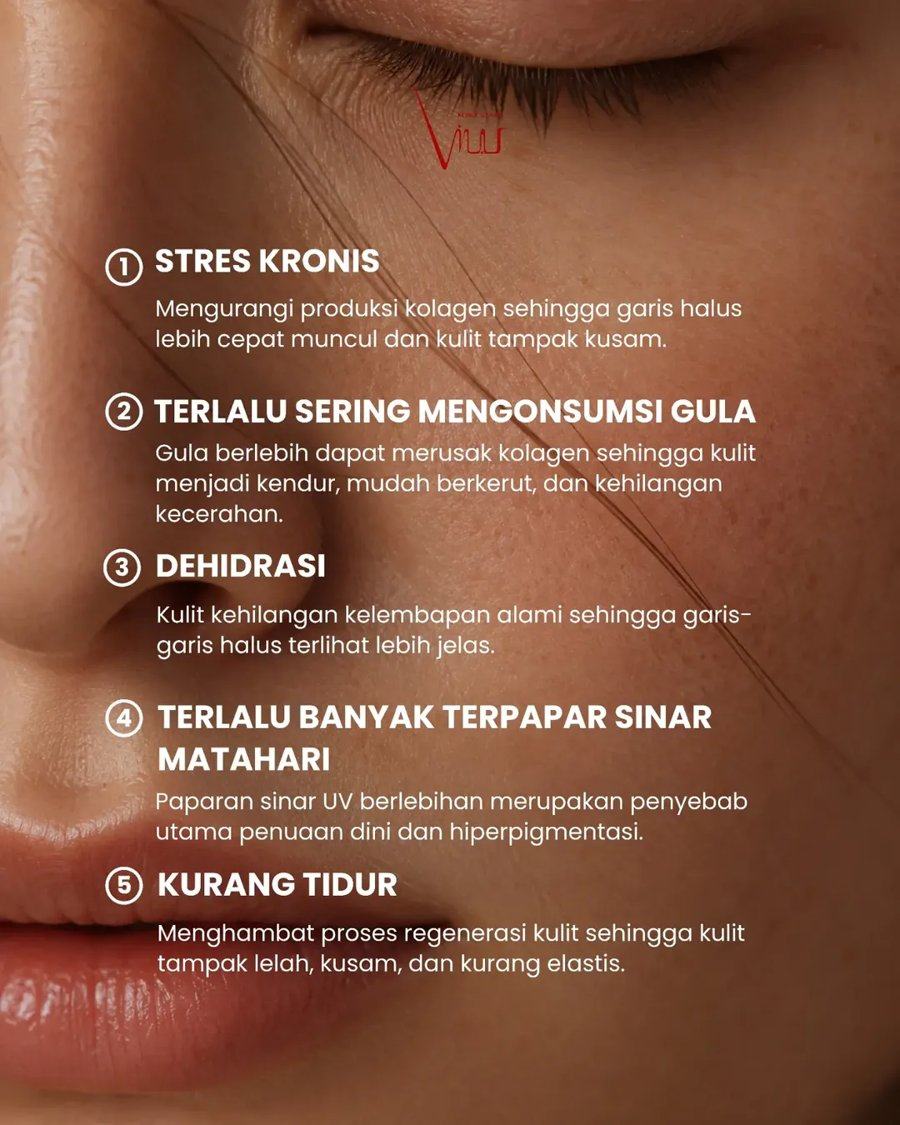 Viuu
1 STRES KRONIS
Mengurangi produksi kolagen sehingga garis halus
lebih cepat muncul dan kulit tampak kusam.
2 TERLALU SERING MENGONSUMSI GULA
Gula berlebih dapat merusak kolagen sehingga kulit
menjadi kendur, mudah berkerut, dan kehilangan
kecerahan.
3 DEHIDRASI
Kulit kehilangan kelembapan alami sehingga garis-
garis halus terlihat lebih jelas.
4 TERLALU BANYAK TERPAPAR SINAR
MATAHARI
Paparan sinar UV berlebihan merupakan penyebab
utama penuaan dini dan hiperpigmentasi.
5 KURANG TIDUR
Menghambat proses regenerasi kulit sehingga kulit
tampak lelah, kusam, dan kurang elastis.